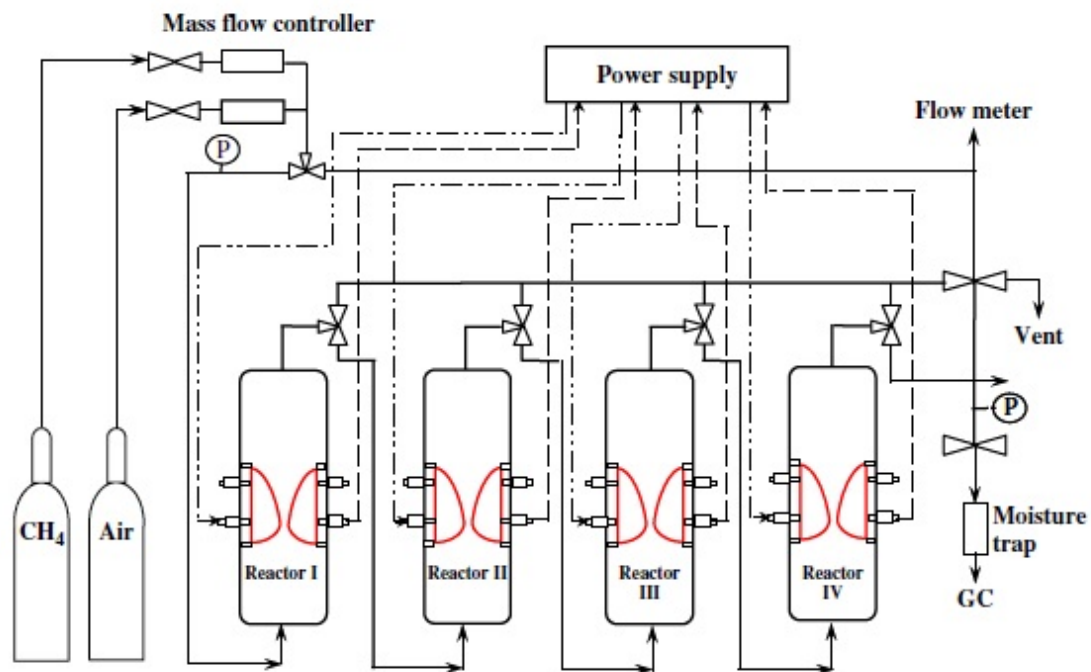 Mass flow controller
Power supply
Flow meter
P
Vent
P
CH4
Air
Reactor I
Reactor II
Reactor
III
Reactor
IV
Moisture
trap
GC